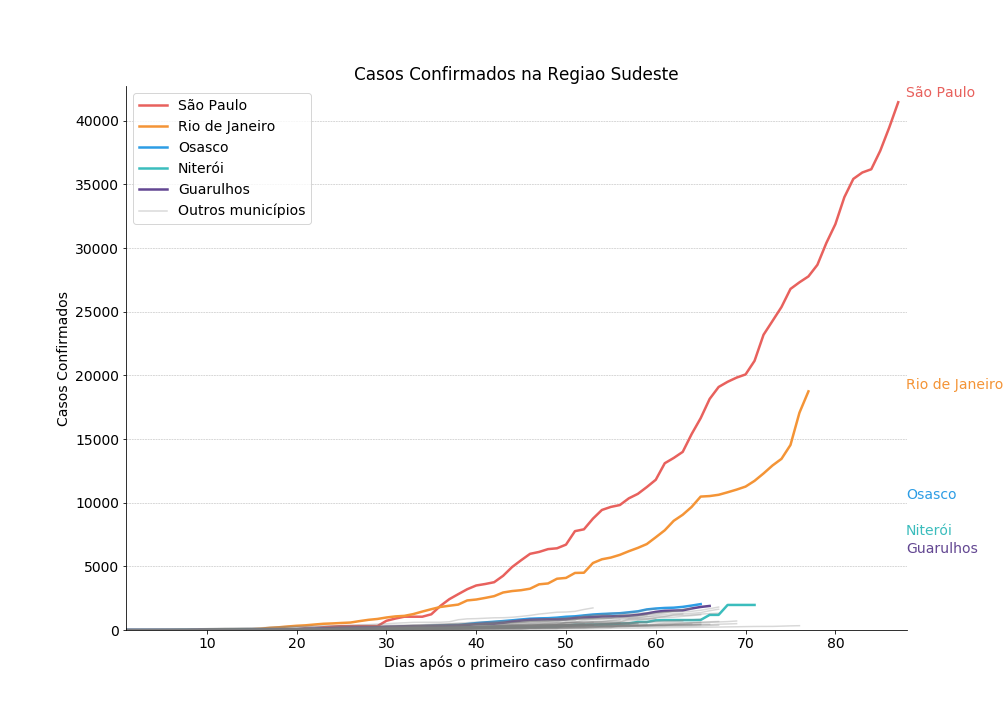 Casos Confirmados na Regiao Sudeste
São Paulo
Rio de Janeiro
Osasco
Niterói
Guarulhos
Outros municípios
São Paulo
Rio de Janeiro
Osasco
Niterói
Guarulhos
40000
35000
30000
25000
20000
15000
10000
5000
0
Casos Confirmados
10 20 30 40 50 60 70 80
Dias após o primeiro caso confirmado